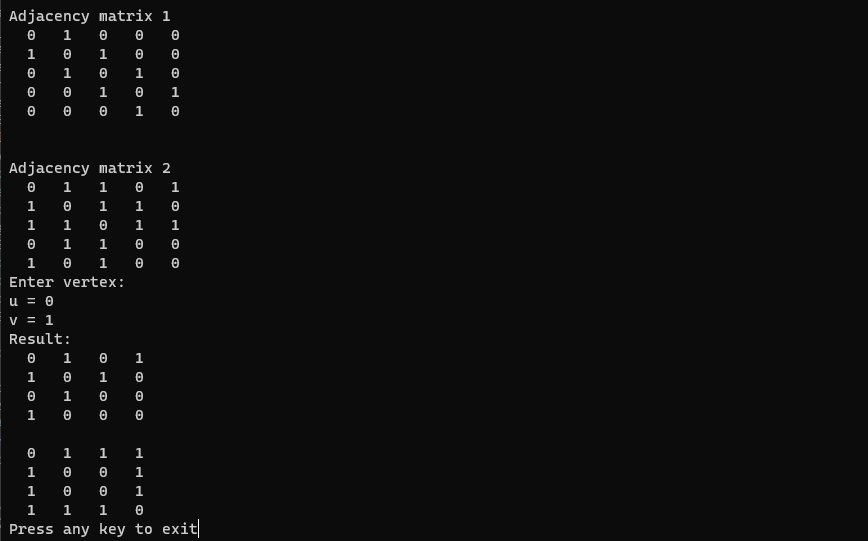 Adjacency matrix 1
0 1 0 0 0
1 0 1 0 0
0 1 0 1 0
0 0 1 0 1
0 0 0 1 0
Adjacency matrix 2
0 1 1 0 1
1 0 1 1 0
1 1 0 1 1
0 1 1 0 0
1 0 1 0 0
Enter vertex:
u = 0
v = 1
Result:
0 1 0 1
1 0 1 0
0 1 0 0
1 0 0 0
0 1 1 1
1 0 0 1
1 0 0 1
1 1 1 0
Press any key to exit